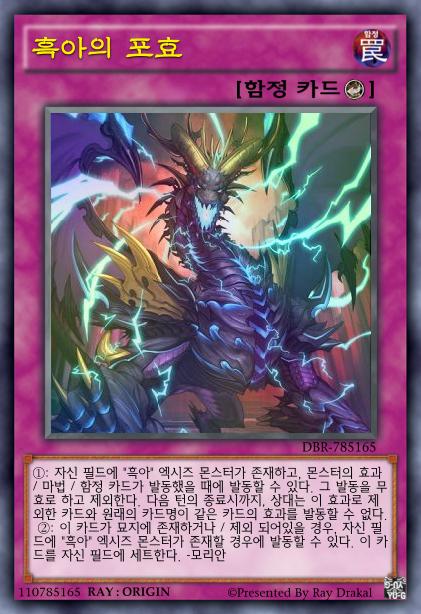 흑아의 포효
함정
罠
[함정 카드]
DBR-785165
①: 자신 필드에 "흑아" 엑시즈 몬스터가 존재하고, 몬스터의 효과
/ 마법 / 함정 카드가 발동했을 때에 발동할 수 있다. 그 발동을 무
효로 하고 제외한다. 다음 턴의 종료시까지, 상대는 이 효과로 제
외한 카드와 원래의 카드명이 같은 카드의 효과를 발동할 수 없다.
②: 이 카드가 묘지에 존재하거나 / 제외 되어있을 경우, 자신 필
드에 "흑아" 엑시즈 몬스터가 존재할 경우에 발동할 수 있다. 이 카
드를 자신 필드에 세트한다. -모리안
110785165 RAY : ORIGIN
©Presented By Ray Drakal